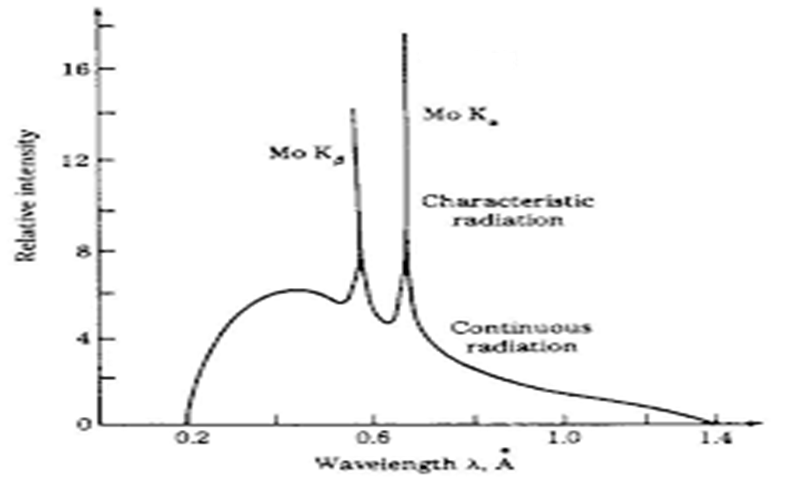 Relative intensity
16
12
8
4
0
Mo Kβ
Mo Kα
Characteristic
radiation
Continuous
radiation
0.2
0.6
1.0
1.4
Wavelength λ, Å